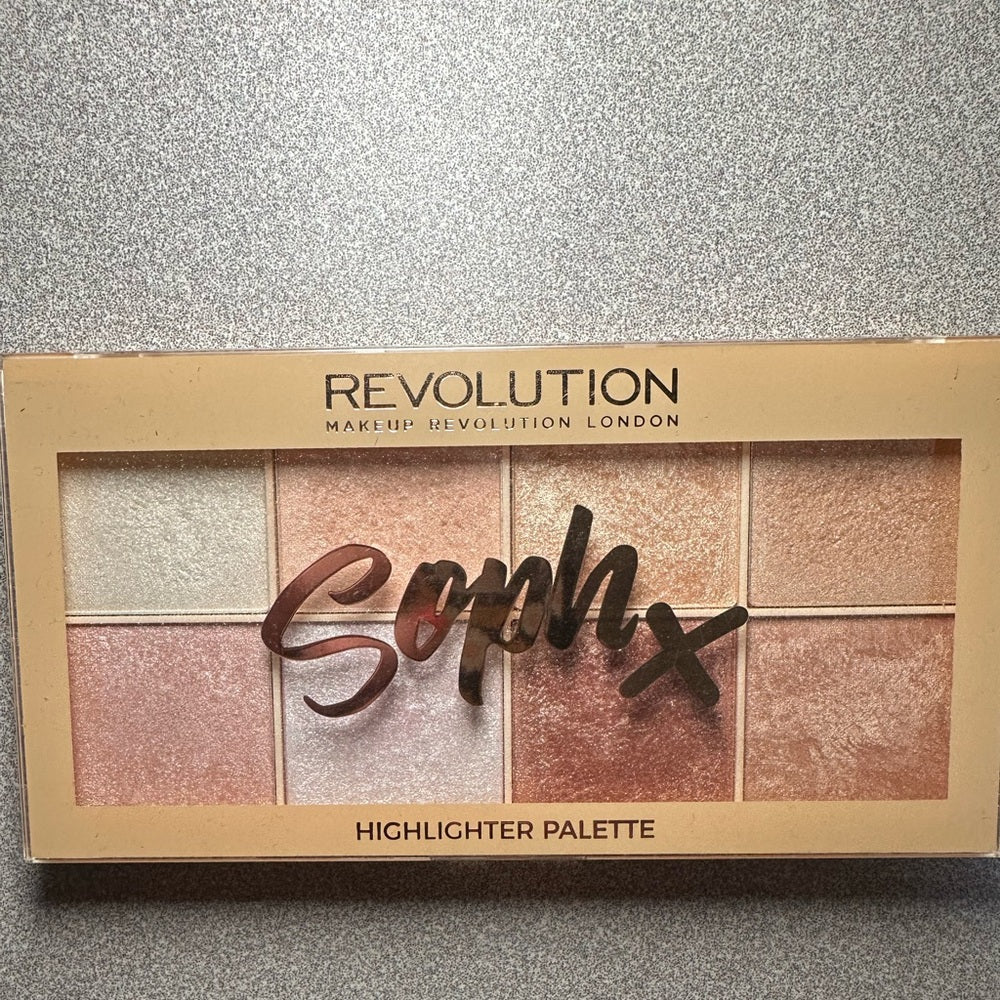 REVOLUTION
MAKEUP REVOLUTION LONDON
Soph x
HIGHLIGHTER PALETTE